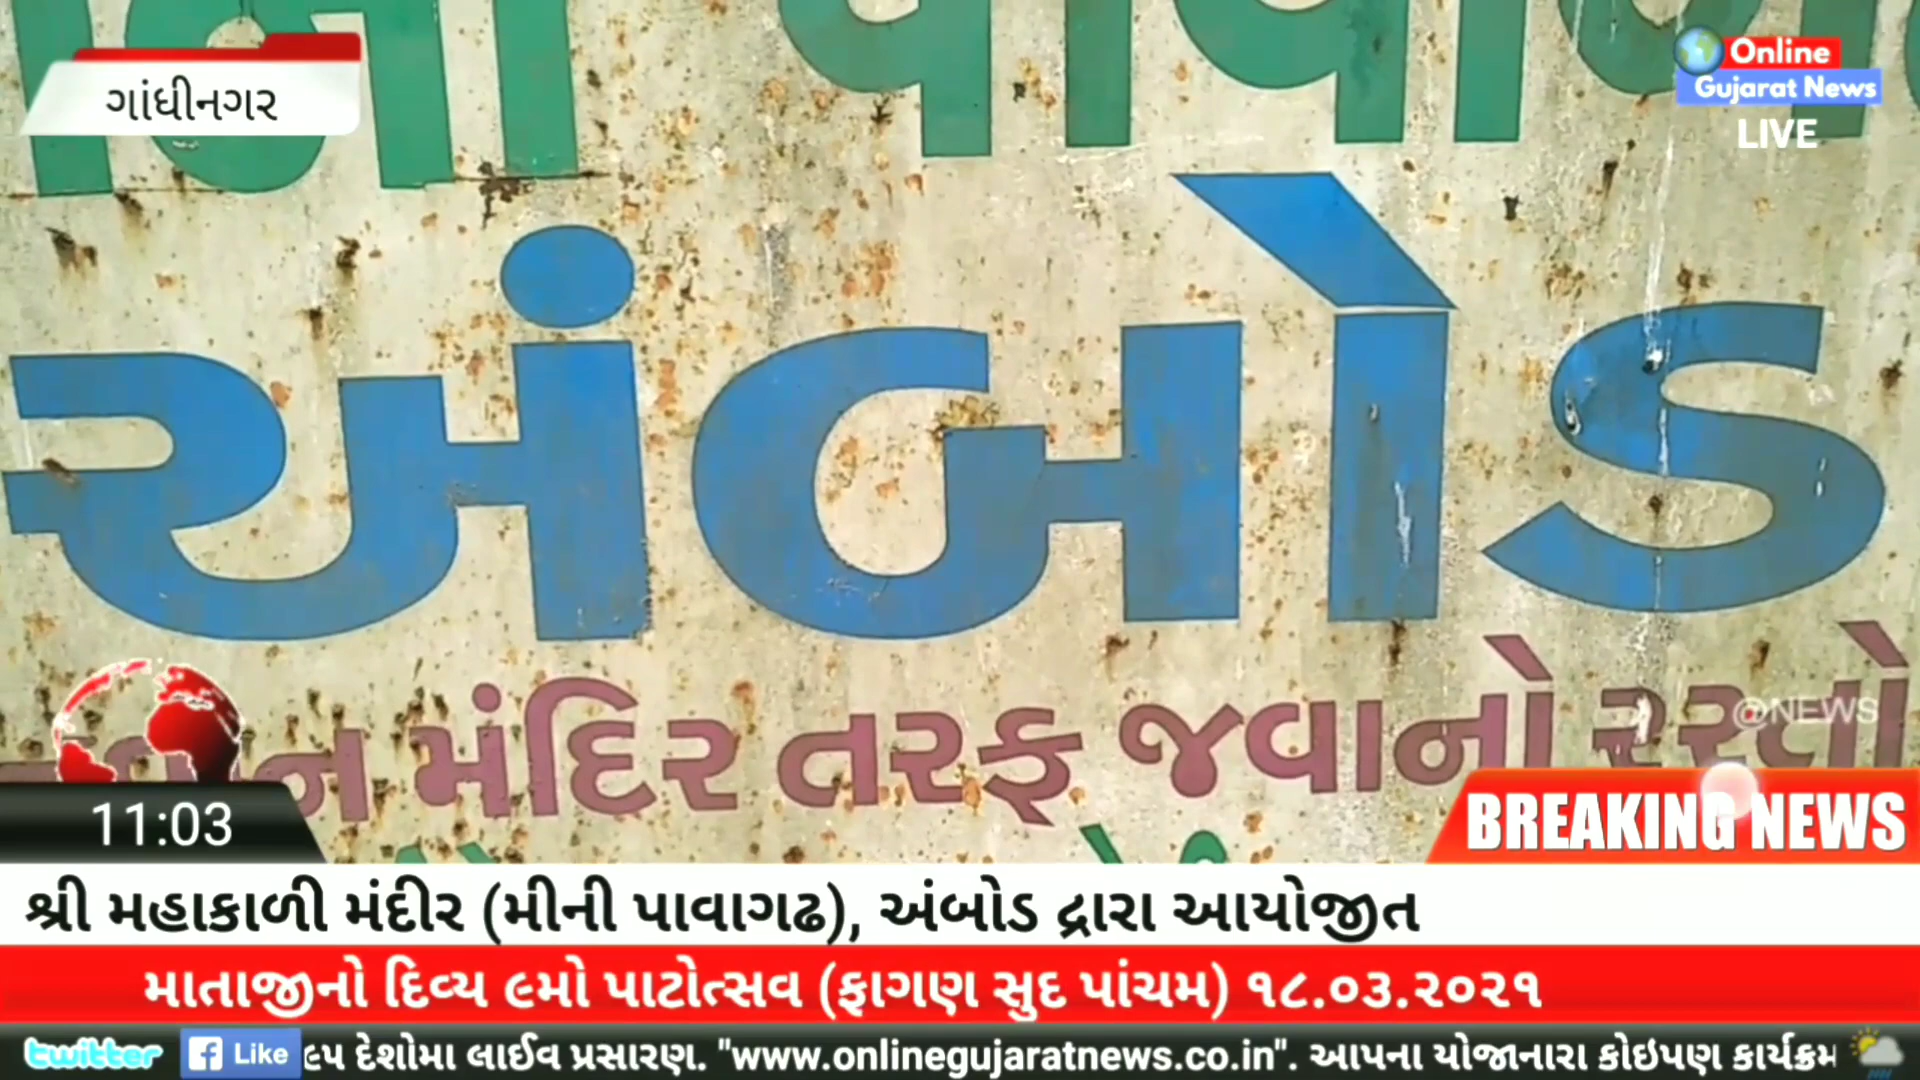 ગાંધીનગર
Online
Gujarat News
LIVE
અંબોડ
મંદિર તરફ જવાનો રસ્તો
@NEWS
11:03
BREAKING NEWS
શ્રી મહાકાળી મંદીર (મીની પાવાગઢ), અંબોડ દ્રારા આયોજીત
માતાજીનો દિવ્ય ૯મો પાટોત્સવ (ફાગણ સુદ પાંચમ) ૧૮.૦૩.૨૦૨૧
twitter Like ૯૫ દેશોમા લાઈવ પ્રસારણ. "www.onlinegujaratnews.co.in". આપના યોજાનારા કોઇપણ કાર્યક્રમ